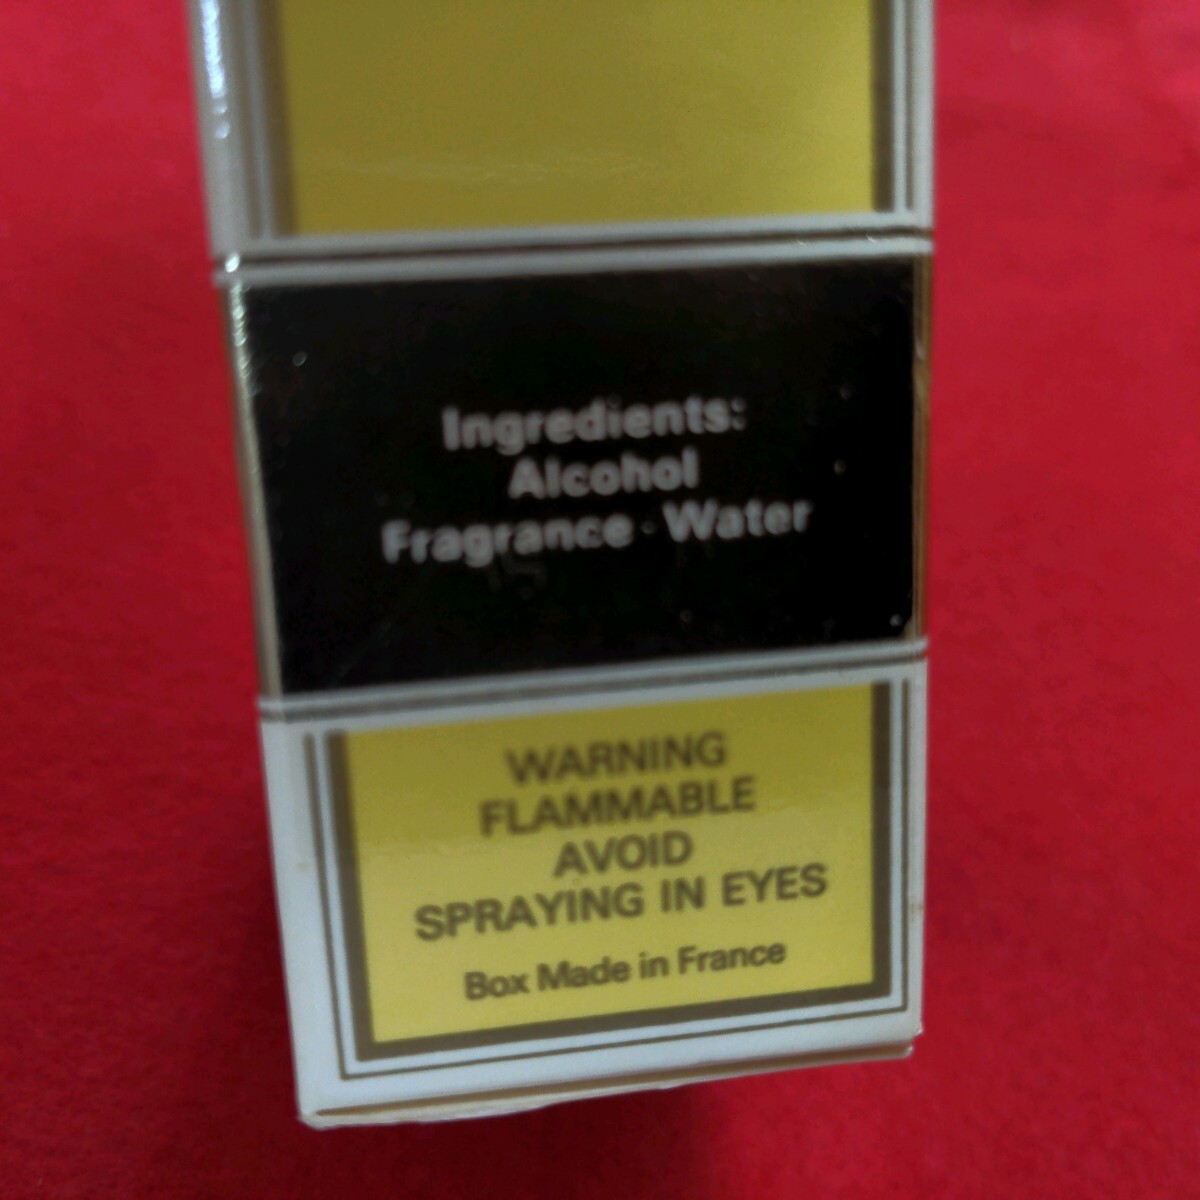 Ingredients:
Alcohol
Fragrance · Water
WARNING
FLAMMABLE
AVOID
SPRAYING IN EYES
Box Made in France